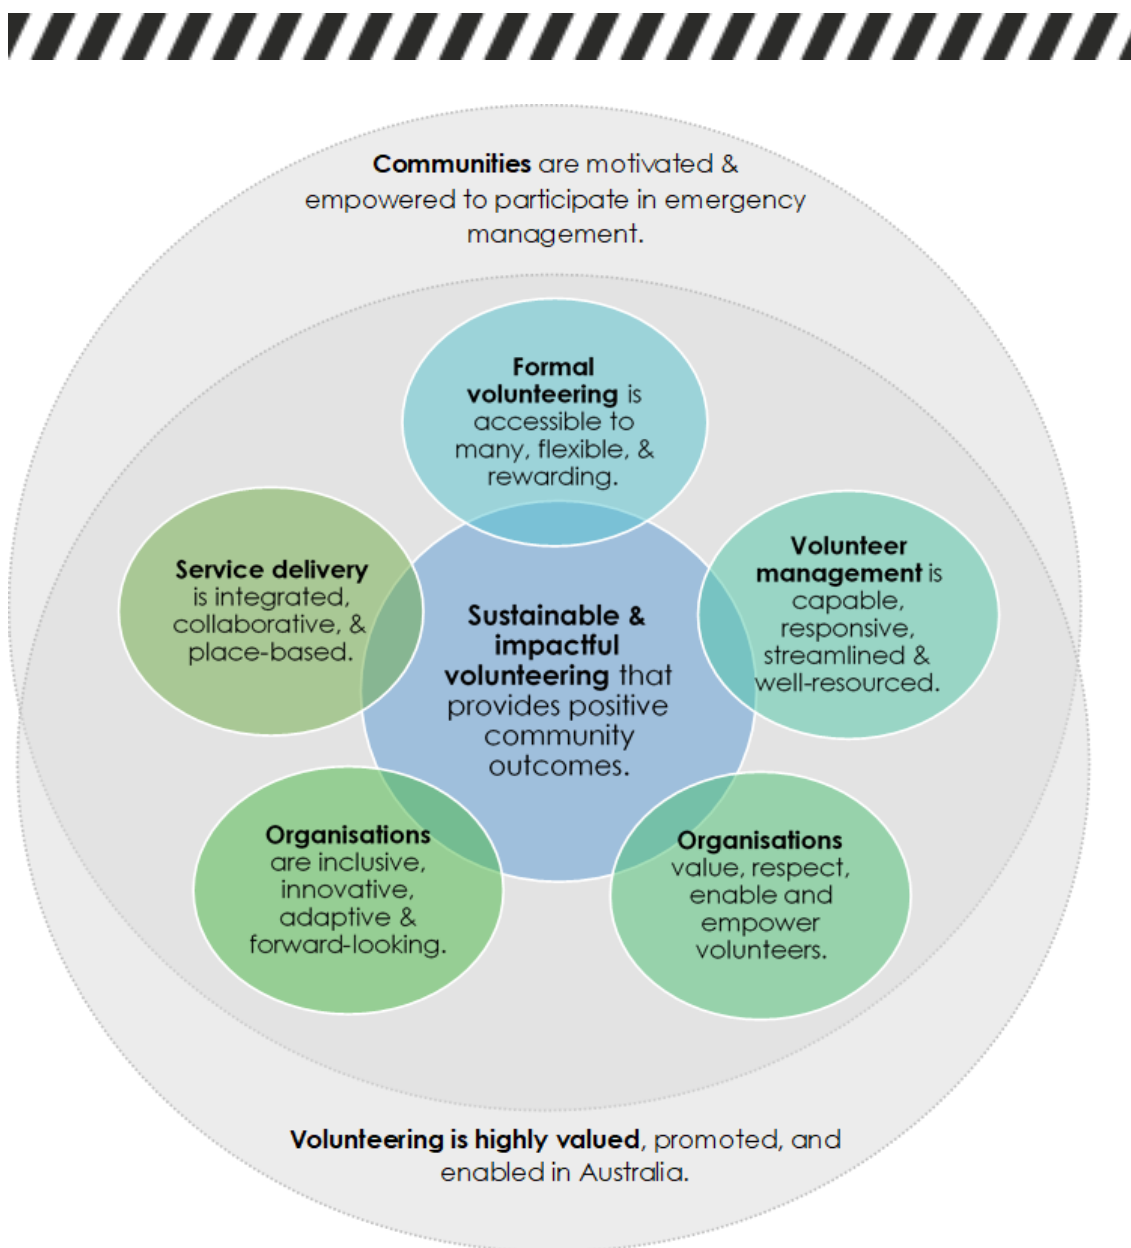 Communities are motivated &
empowered to participate in emergency
management.
Formal
volunteering is
accessible to
many, flexible, &
rewarding.
Service delivery
is integrated,
collaborative, &
place-based.
Volunteer
management is
capable,
responsive,
streamlined &
well-resourced.
Sustainable &
impactful
volunteering that
provides positive
community
outcomes.
Organisations
are inclusive,
innovative,
adaptive &
forward-looking.
Organisations
value, respect,
enable and
empower
volunteers.
Volunteering is highly valued, promoted, and
enabled in Australia.